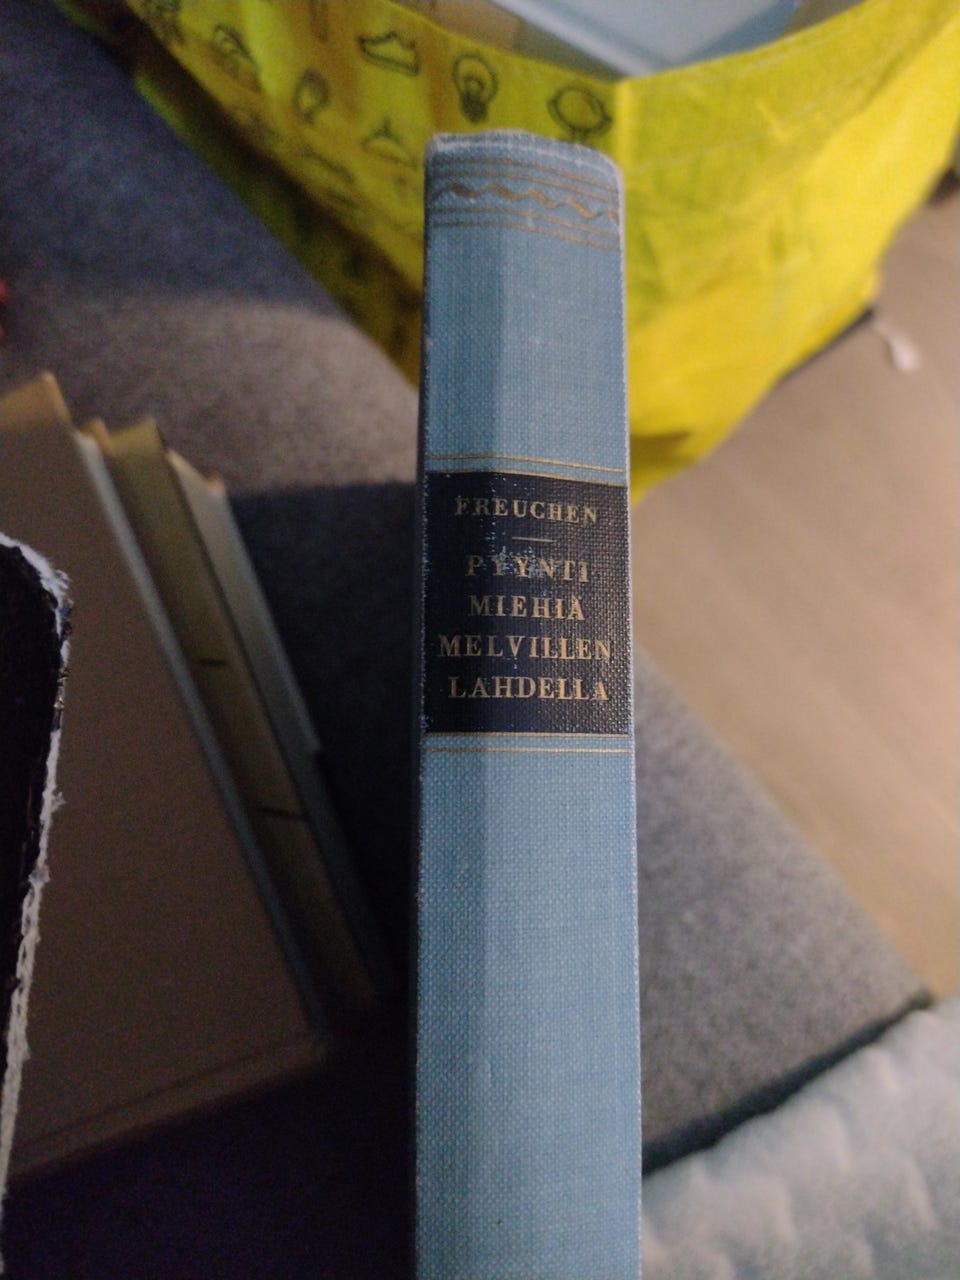 FREUCHEN
PYYNTI
MIEHIÄ
MELVILLEN
LAHDELLA